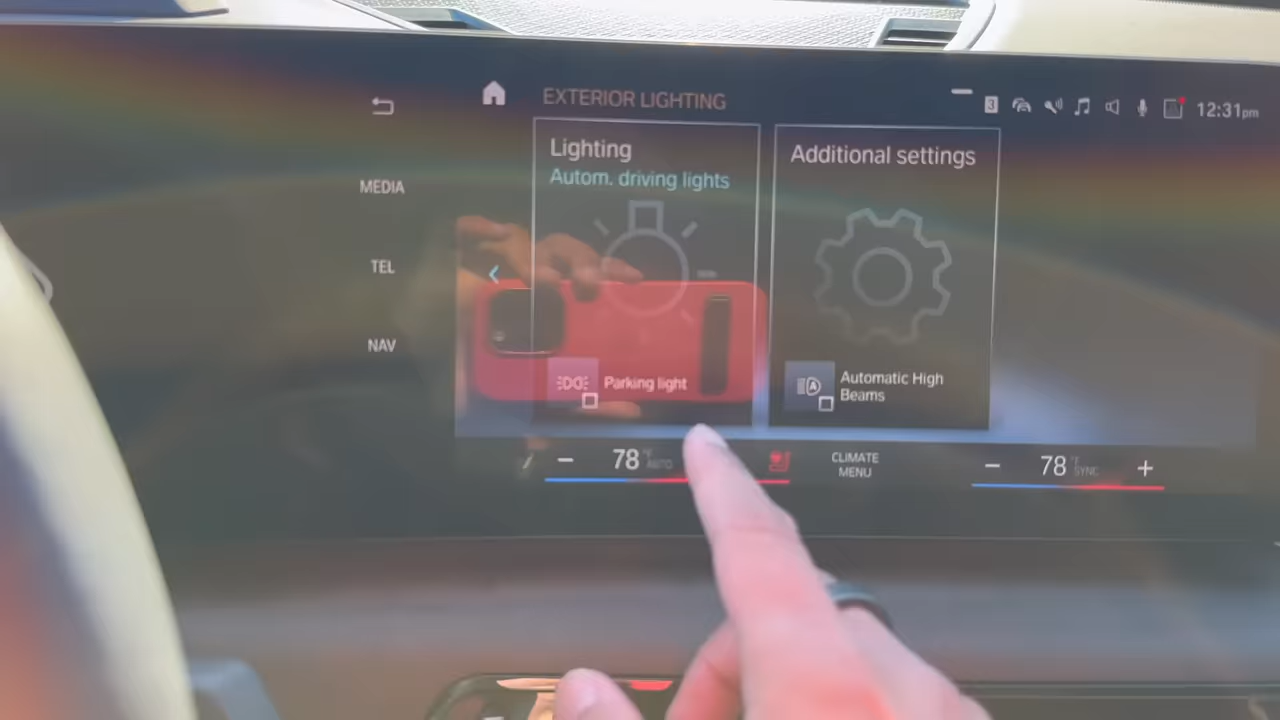 EXTERIOR LIGHTING
3
12:31pm
MEDIA
TEL
NAV
Lighting
Autom. driving lights
Parking light
Additional settings
A
Automatic High
Beams
− 78 °F AUTO
CLIMATE
MENU
− 78 °F SYNC +